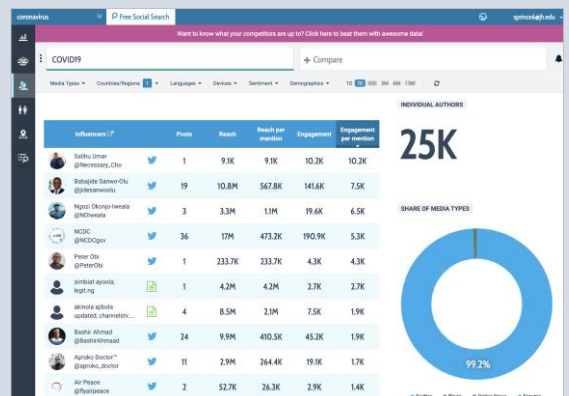 coronavirus
Free Social Search
sprince4@jh.edu
Want to know what your competitors are up to? Click here to beat them with awesome data!
COVID19
+ Compare
Media Types Countries/Regions 1 Languages Devices Sentiment Demographics 1D 7D 30D 3M 6M 13M
INDIVIDUAL AUTHORS
25K
Influencers Posts Reach Reach per mention Engagement Engagement per mention
Salihu Umar
@Necessary_Cho
1 9.1K 9.1K 10.2K 10.2K
Babajide Sanwo-Olu
@jidesanwoolu
19 10.8M 567.8K 141.6K 7.5K
Ngozi Okonjo-Iweala
@NOIweala
3 3.3M 1.1M 19.6K 6.5K
SHARE OF MEDIA TYPES
NCDC
@NCDCgov
36 17M 473.2K 190.9K 5.3K
Peter Obi
@PeterObi
1 233.7K 233.7K 4.3K 4.3K
simbiat ayoola,
legit.ng
1 4.2M 4.2M 2.7K 2.7K
akinola ajibola
updated, channelstv....
4 8.5M 2.1M 7.5K 1.9K
Bashir Ahmad
@BashirAhmaad
24 9.9M 410.5K 45.2K 1.9K
Aproko Doctor™
@aproko_doctor
11 2.9M 264.4K 19.1K 1.7K
99.2%
Air Peace
@flyairpeace
2 52.7K 26.3K 2.9K 1.4K